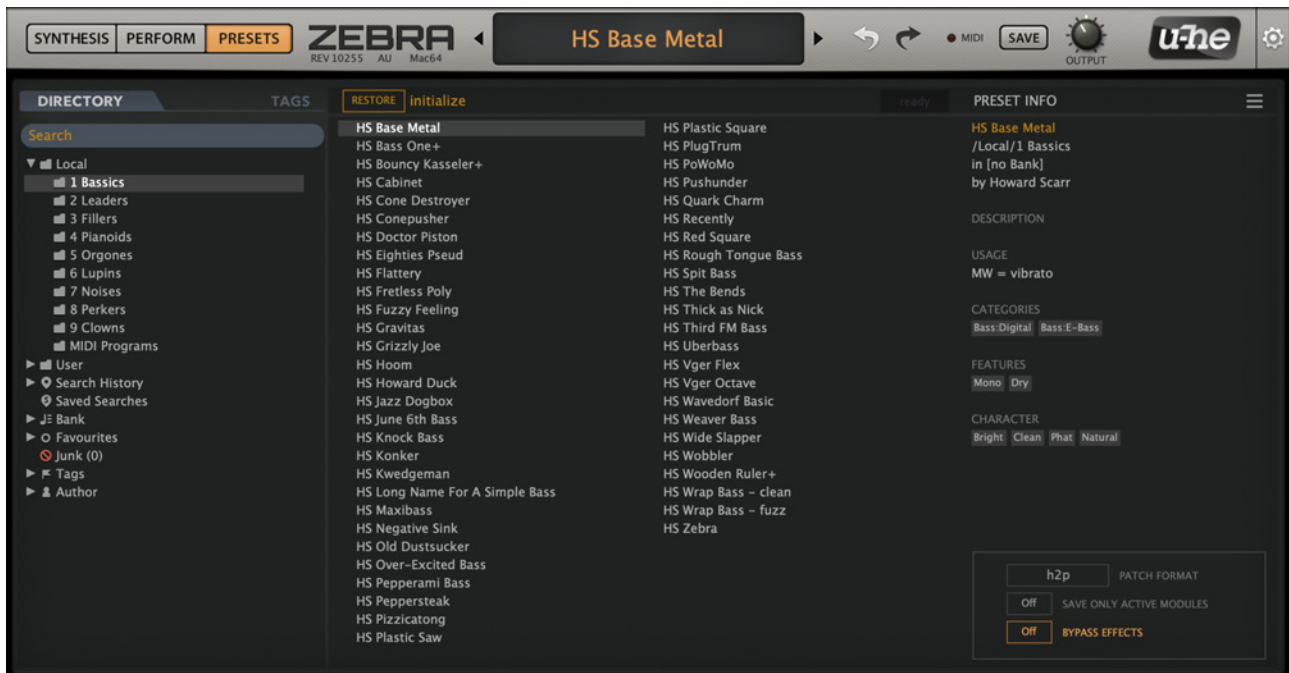 SYNTHESIS PERFORM PRESETS
ZEBRA
REV 10255 AU Mac64
HS Base Metal
MIDI
SAVE
OUTPUT
u-he
DIRECTORY TAGS
Search
Local
1 Bassics
2 Leaders
3 Fillers
4 Pianoids
5 Orgones
6 Lupins
7 Noises
8 Perkers
9 Clowns
MIDI Programs
User
Search History
Saved Searches
Bank
Favourites
Junk (0)
Tags
Author
RESTORE initialize
ready
HS Base Metal
HS Bass One+
HS Bouncy Kasseler+
HS Cabinet
HS Cone Destroyer
HS Conepusher
HS Doctor Piston
HS Eighties Pseud
HS Flattery
HS Fretless Poly
HS Fuzzy Feeling
HS Gravitas
HS Grizzly Joe
HS Hoom
HS Howard Duck
HS Jazz Dogbox
HS June 6th Bass
HS Knock Bass
HS Konker
HS Kwedgeman
HS Long Name For A Simple Bass
HS Maxibass
HS Negative Sink
HS Old Dustsucker
HS Over-Excited Bass
HS Pepperami Bass
HS Peppersteak
HS Pizzicatong
HS Plastic Saw
HS Plastic Square
HS PlugTrum
HS PoWoMo
HS Pushunder
HS Quark Charm
HS Recently
HS Red Square
HS Rough Tongue Bass
HS Spit Bass
HS The Bends
HS Thick as Nick
HS Third FM Bass
HS Uberbass
HS Vger Flex
HS Vger Octave
HS Wavedorf Basic
HS Weaver Bass
HS Wide Slapper
HS Wobbler
HS Wooden Ruler+
HS Wrap Bass – clean
HS Wrap Bass – fuzz
HS Zebra
PRESET INFO
HS Base Metal
/Local/1 Bassics
in [no Bank]
by Howard Scarr
DESCRIPTION
USAGE
MW = vibrato
CATEGORIES
Bass:Digital Bass:E-Bass
FEATURES
Mono Dry
CHARACTER
Bright Clean Phat Natural
h2p PATCH FORMAT
Off SAVE ONLY ACTIVE MODULES
Off BYPASS EFFECTS